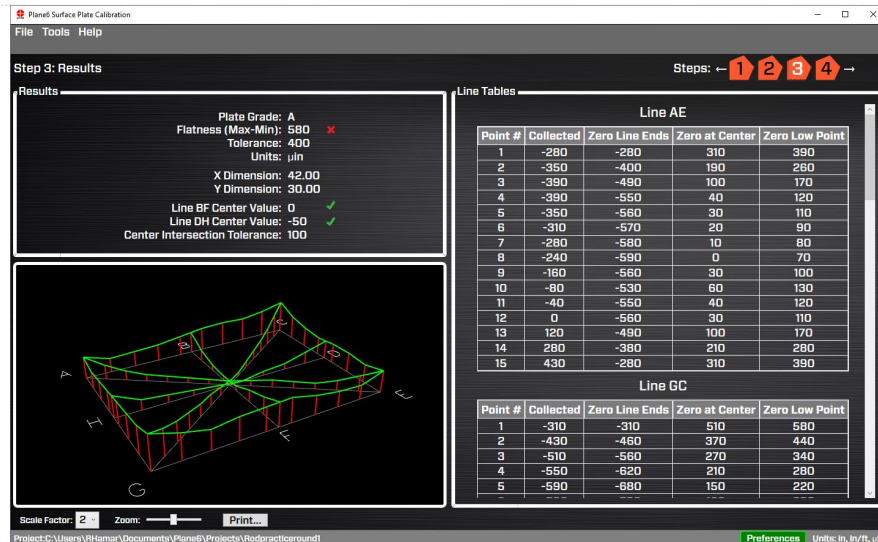 Plane6 Surface Plate Calibration
File Tools Help
Step 3: Results
Steps: ← 1 2 3 4 →
Results
Plate Grade: A
Flatness (Max-Min): 580
Tolerance: 400
Units: µin
X Dimension: 42.00
Y Dimension: 30.00
Line BF Center Value: 0
Line DH Center Value: -50
Center Intersection Tolerance: 100
A
B
C
D
E
F
G
H
Scale Factor: 2
Zoom:
Print...
Line Tables
Line AE
Point # Collected Zero Line Ends Zero at Center Zero Low Point
1 -280 -280 310 390
2 -350 -400 190 260
3 -390 -490 100 170
4 -390 -550 40 120
5 -350 -560 30 110
6 -310 -570 20 90
7 -280 -580 10 80
8 -240 -590 0 70
9 -160 -560 30 100
10 -80 -530 60 130
11 -40 -550 40 120
12 0 -560 30 110
13 120 -490 100 170
14 280 -380 210 280
15 430 -280 310 390
Line GC
Point # Collected Zero Line Ends Zero at Center Zero Low Point
1 -310 -310 510 580
2 -430 -460 370 440
3 -510 -560 270 340
4 -550 -620 210 280
5 -590 -680 150 220
Project:C:\Users\RHamar\Documents\Plane6\Projects\Rodpracticeround1
Preferences
Units: in, in/ft,